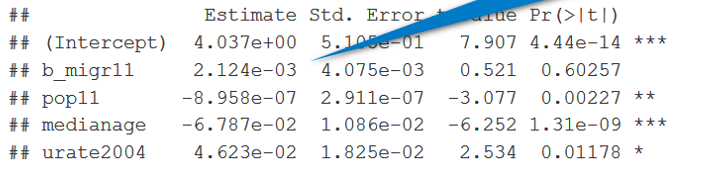 ## Estimate Std. Error Pr(>|t|)
## (Intercept) 4.037e+00 5.105e-01 7.907 4.44e-14 ***
## b_migr11 2.124e-03 4.075e-03 0.521 0.60257
## pop11 -8.958e-07 2.911e-07 -3.077 0.00227 **
## medianage -6.787e-02 1.086e-02 -6.252 1.31e-09 ***
## urate2004 4.623e-02 1.825e-02 2.534 0.01178 *